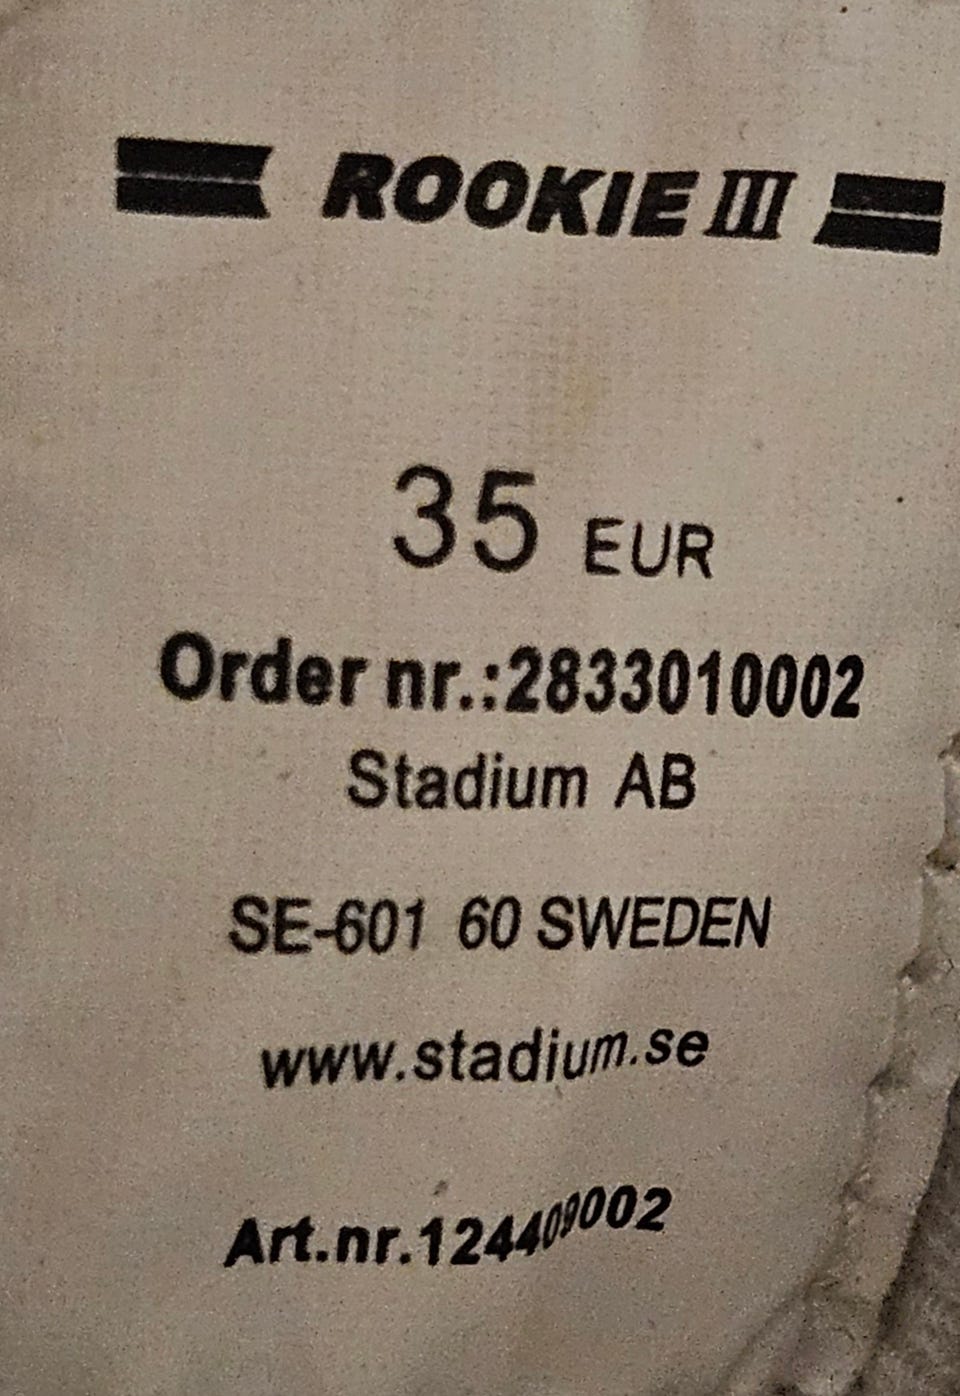 ROOKIE III
35 EUR
Order nr.:2833010002
Stadium AB
SE-601 60 SWEDEN
www.stadium.se
Art.nr.124409002